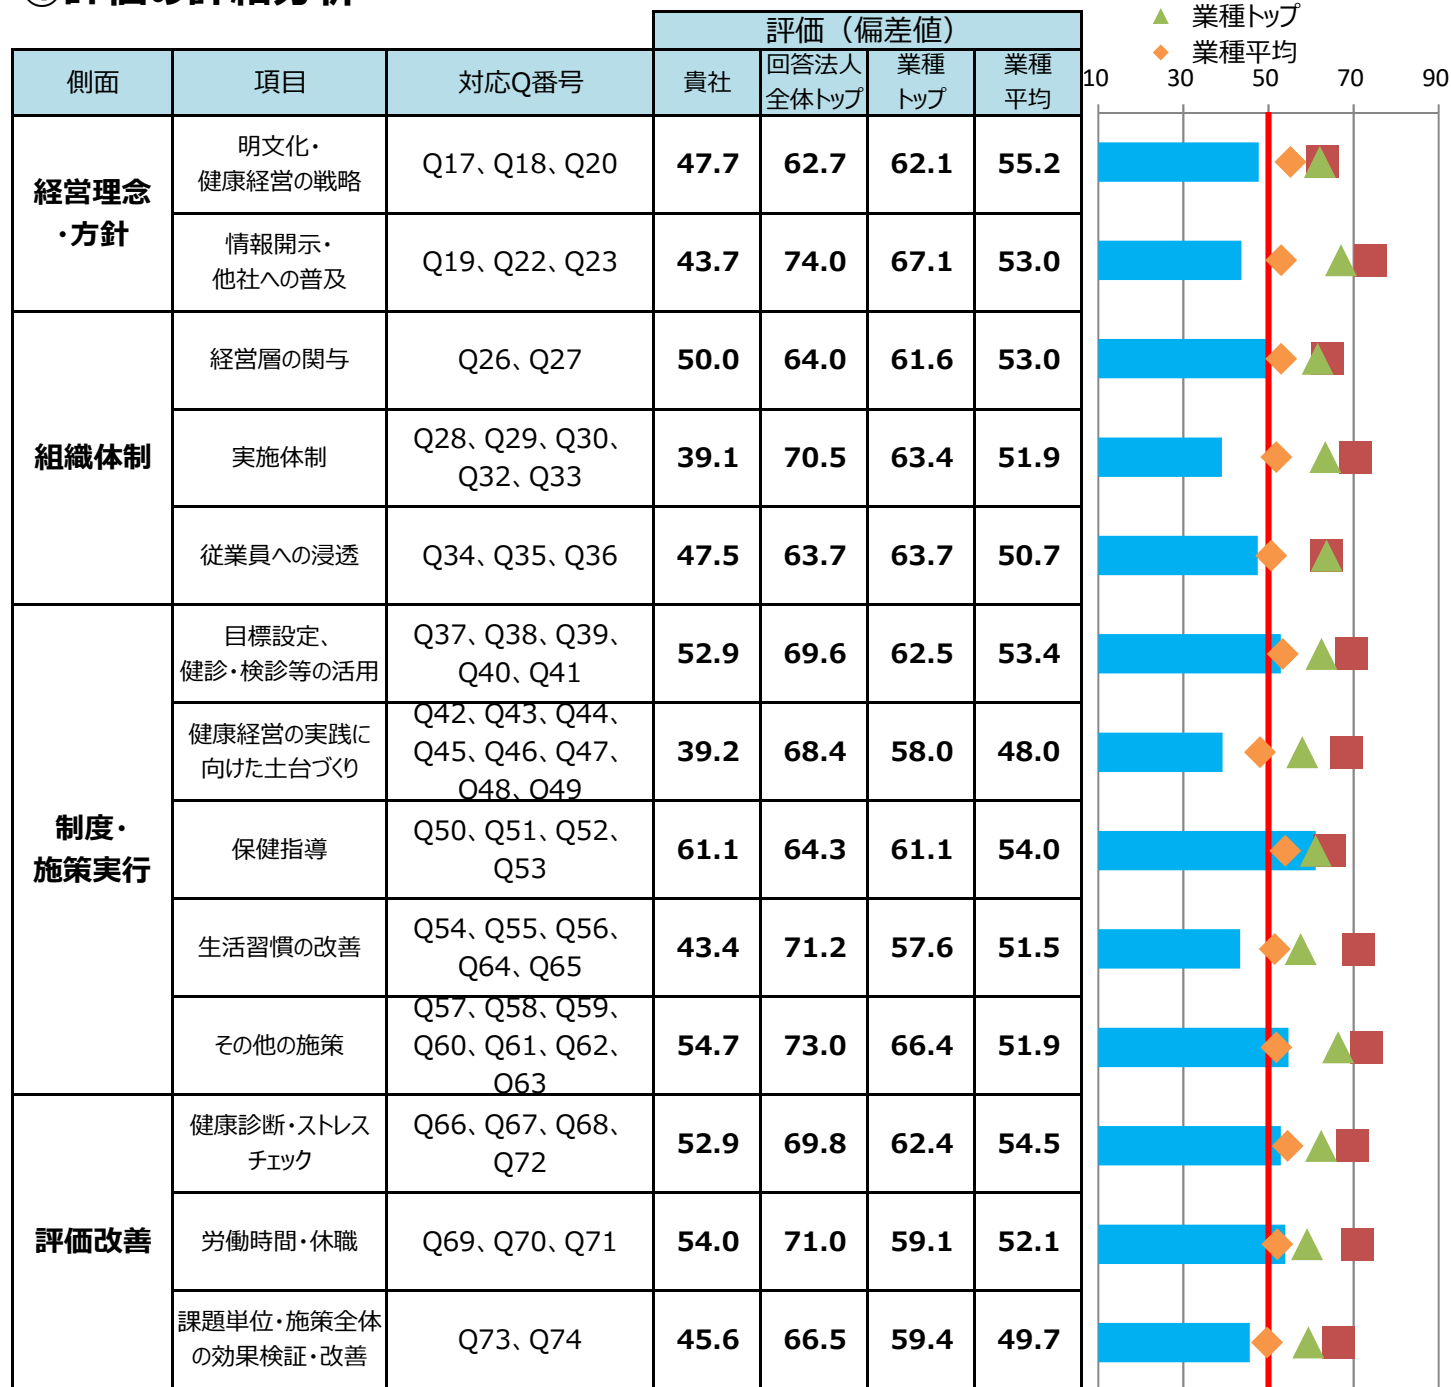 評価（偏差値）
側面 項目 対応Q番号 貴社 回答法人 業種 業種
全体トップ トップ 平均
▲ 業種トップ
◆ 業種平均
10 30 50 70 90
経営理念
・方針
明文化・
健康経営の戦略
Q17、Q18、Q20 47.7 62.7 62.1 55.2
情報開示・
他社への普及
Q19、Q22、Q23 43.7 74.0 67.1 53.0
組織体制
経営層の関与 Q26、Q27 50.0 64.0 61.6 53.0
実施体制
Q28、Q29、Q30、
Q32、Q33
39.1 70.5 63.4 51.9
従業員への浸透 Q34、Q35、Q36 47.5 63.7 63.7 50.7
制度・
施策実行
目標設定、
健診・検診等の活用
Q37、Q38、Q39、
Q40、Q41
52.9 69.6 62.5 53.4
健康経営の実践に
向けた土台づくり
Q42、Q43、Q44、
Q45、Q46、Q47、
Q48、Q49
39.2 68.4 58.0 48.0
保健指導
Q50、Q51、Q52、
Q53
61.1 64.3 61.1 54.0
生活習慣の改善
Q54、Q55、Q56、
Q64、Q65
43.4 71.2 57.6 51.5
その他の施策
Q57、Q58、Q59、
Q60、Q61、Q62、
Q63
54.7 73.0 66.4 51.9
評価改善
健康診断・ストレス
チェック
Q66、Q67、Q68、
Q72
52.9 69.8 62.4 54.5
労働時間・休職 Q69、Q70、Q71 54.0 71.0 59.1 52.1
課題単位・施策全体
の効果検証・改善
Q73、Q74 45.6 66.5 59.4 49.7